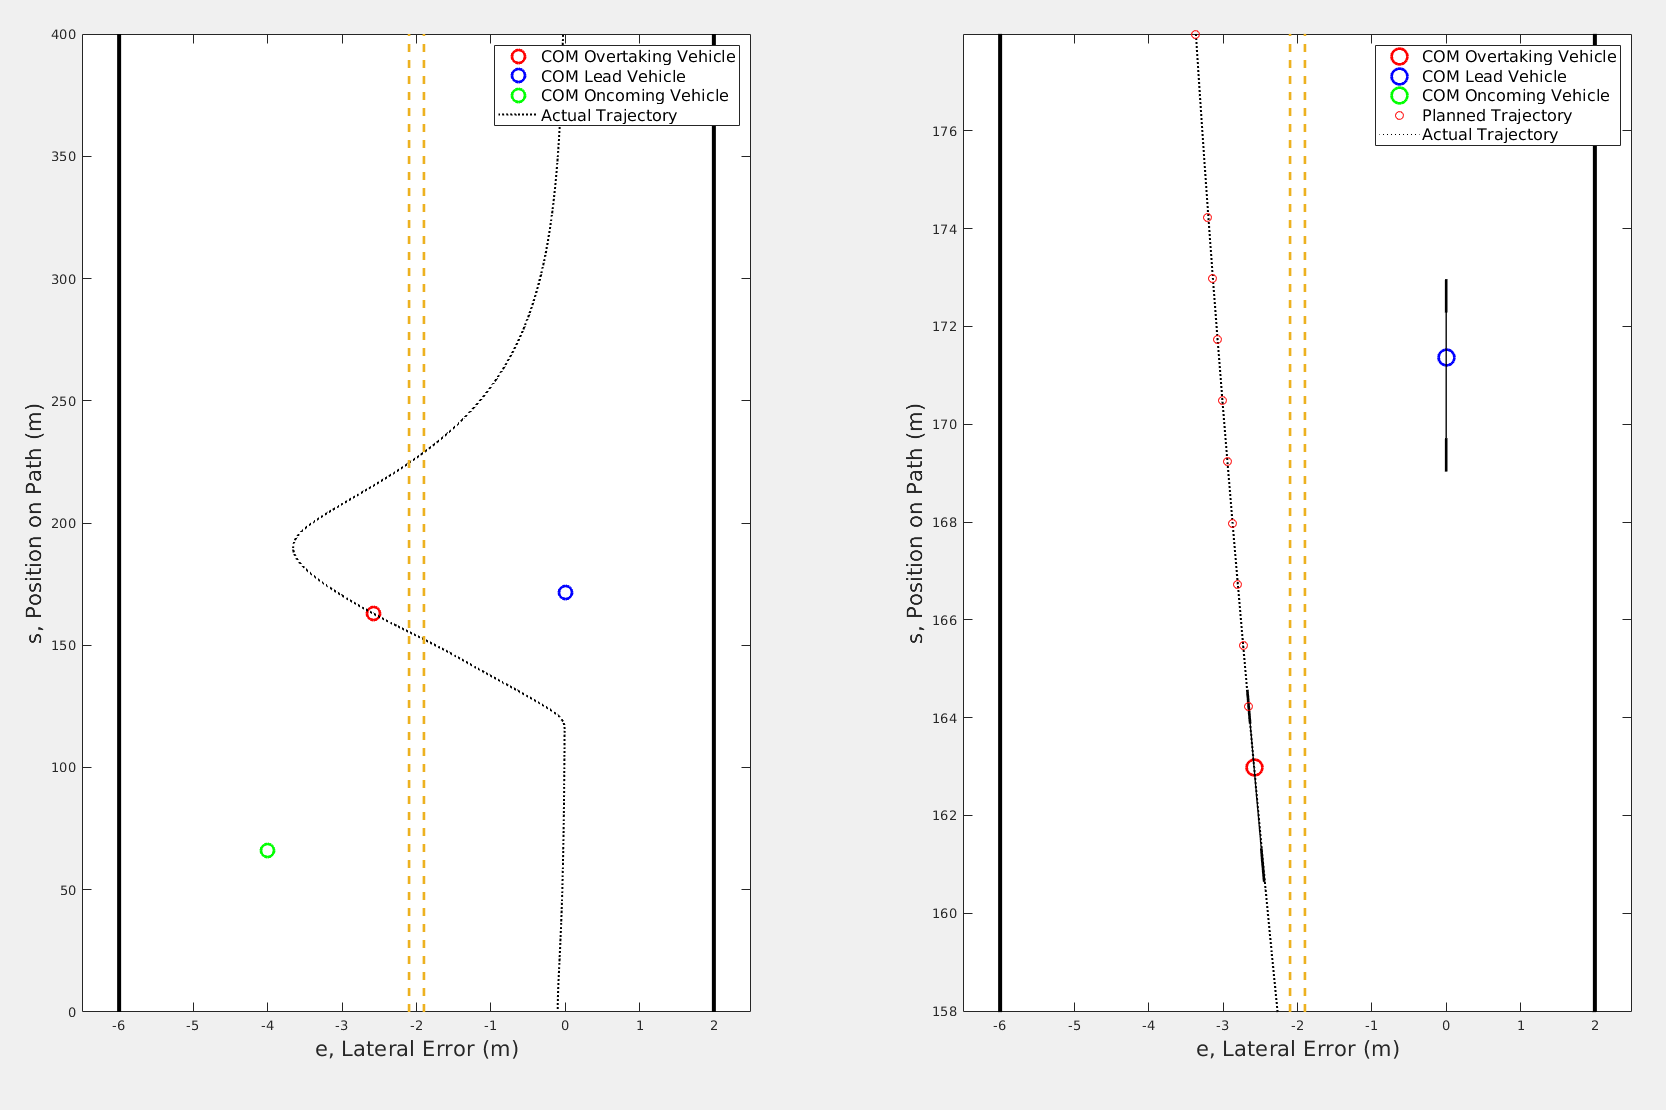 400
350
300
250
200
150
100
50
0
s, Position on Path (m)
-6 -5 -4 -3 -2 -1 0 1 2
e, Lateral Error (m)
COM Overtaking Vehicle
COM Lead Vehicle
COM Oncoming Vehicle
Actual Trajectory
176
174
172
170
168
166
164
162
160
158
s, Position on Path (m)
-6 -5 -4 -3 -2 -1 0 1 2
e, Lateral Error (m)
COM Overtaking Vehicle
COM Lead Vehicle
COM Oncoming Vehicle
Planned Trajectory
Actual Trajectory